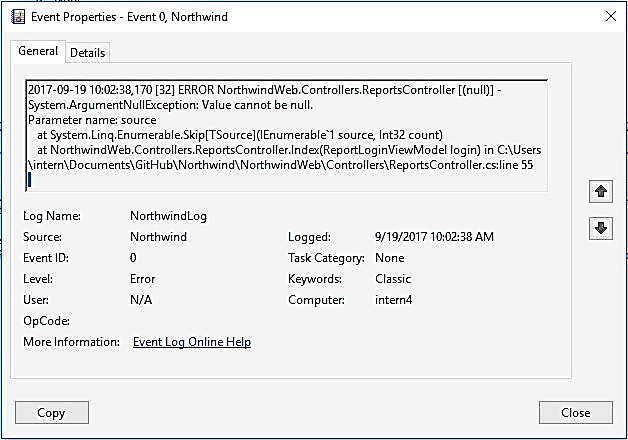 Event Properties - Event 0, Northwind
General Details
2017-09-19 10:02:38,170 [32] ERROR NorthwindWeb.Controllers.ReportsController [(null)] -
System.ArgumentNullException: Value cannot be null.
Parameter name: source
at System.Linq.Enumerable.Skip[TSource](IEnumerable`1 source, Int32 count)
at NorthwindWeb.Controllers.ReportsController.Index(ReportLoginViewModel login) in C:\Users
\intern\Documents\GitHub\Northwind\NorthwindWeb\Controllers\ReportsController.cs:line 55
Log Name: NorthwindLog
Source: Northwind Logged: 9/19/2017 10:02:38 AM
Event ID: 0 Task Category: None
Level: Error Keywords: Classic
User: N/A Computer: intern4
OpCode:
More Information: Event Log Online Help
Copy Close